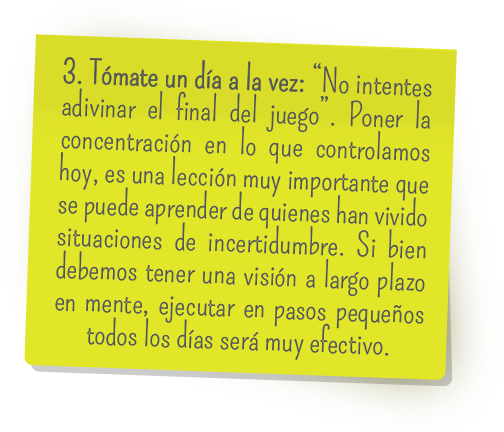 3. Tómate un día a la vez: “No intentes
adivinar el final del juego”. Poner la
concentración en lo que controlamos
hoy, es una lección muy importante que
se puede aprender de quienes han vivido
situaciones de incertidumbre. Si bien
debemos tener una visión a largo plazo
en mente, ejecutar en pasos pequeños
todos los días será muy efectivo.